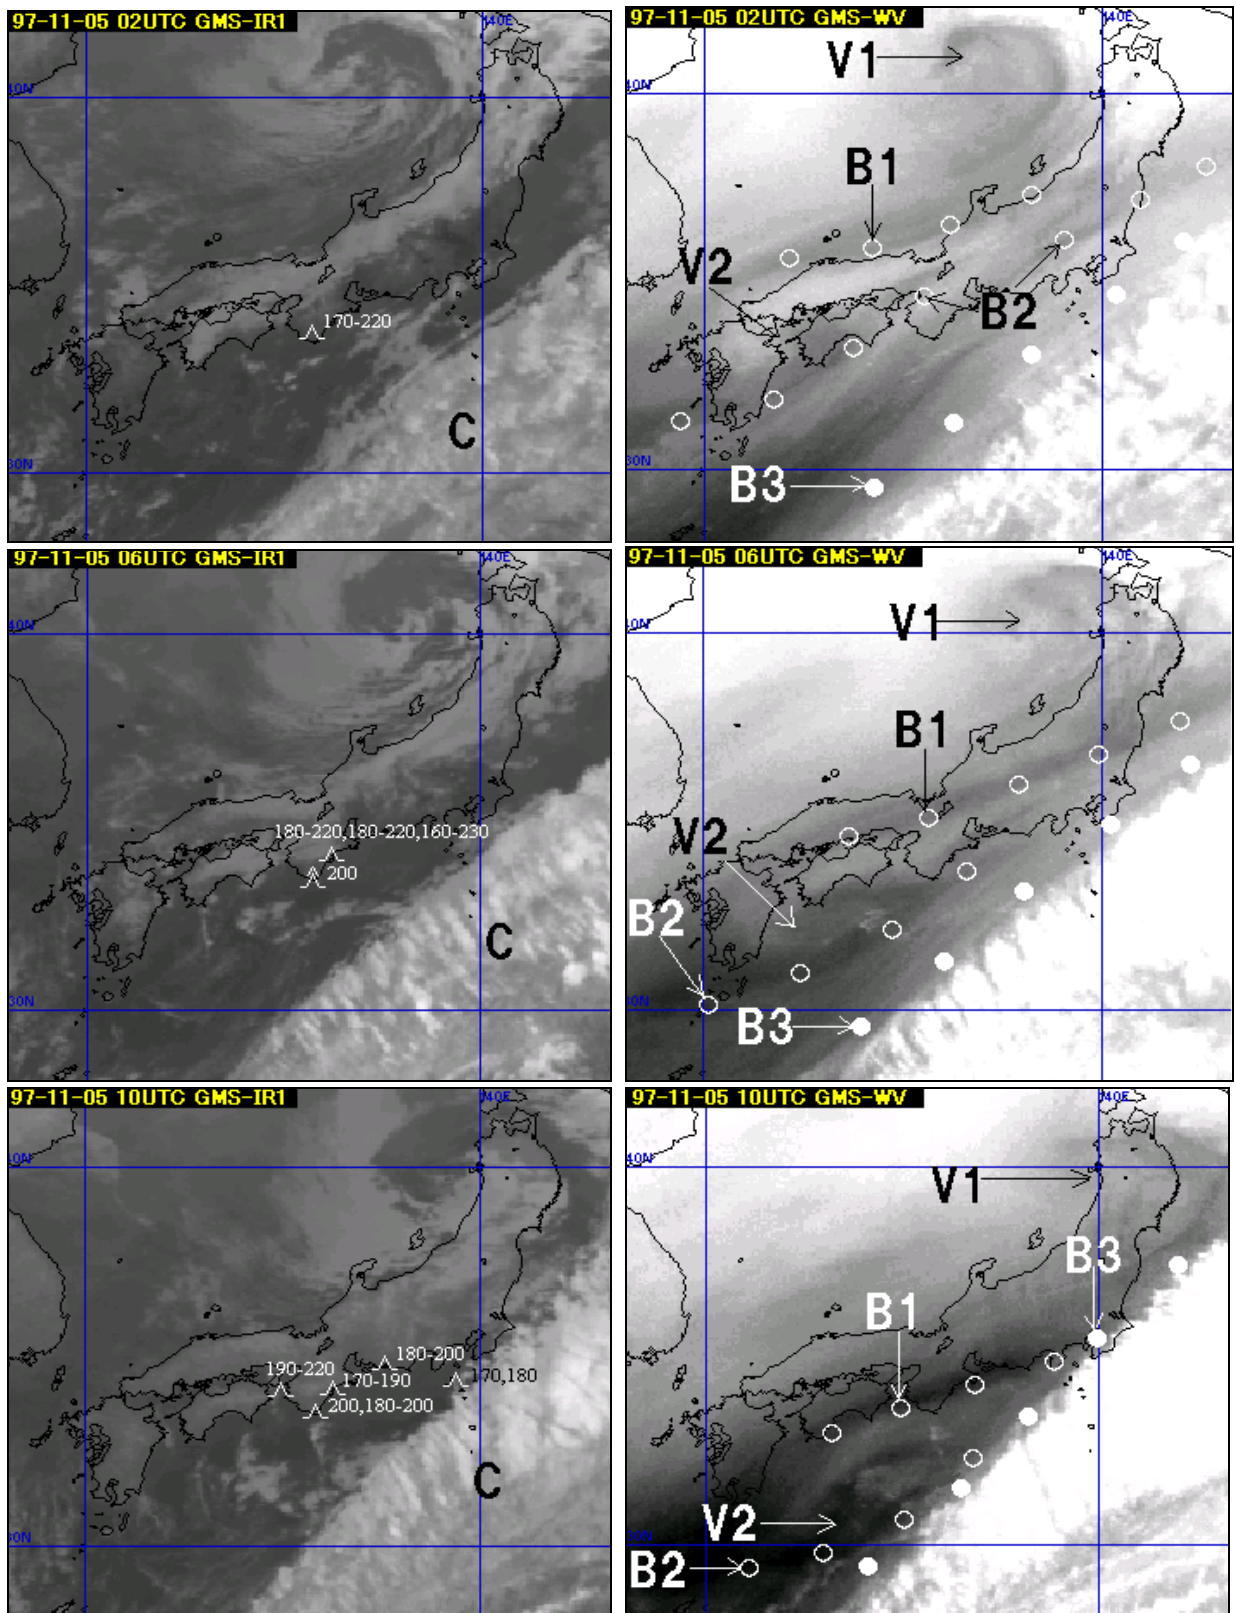 97-11-05 02UTC GMS-IR1
140E
40N
170-220
C
30N
97-11-05 02UTC GMS-WV
140E
V1
40N
B1
V2
B2
30N
B3
97-11-05 06UTC GMS-IR1
140E
40N
180-220,180-220,160-230
200
C
30N
97-11-05 06UTC GMS-WV
140E
V1
40N
B1
V2
B2
30N
B3
97-11-05 10UTC GMS-IR1
140E
40N
180-200
190-220
170-190
170,180
200,180-200
C
30N
97-11-05 10UTC GMS-WV
140E
V1
B3
B1
V2
30N
B2